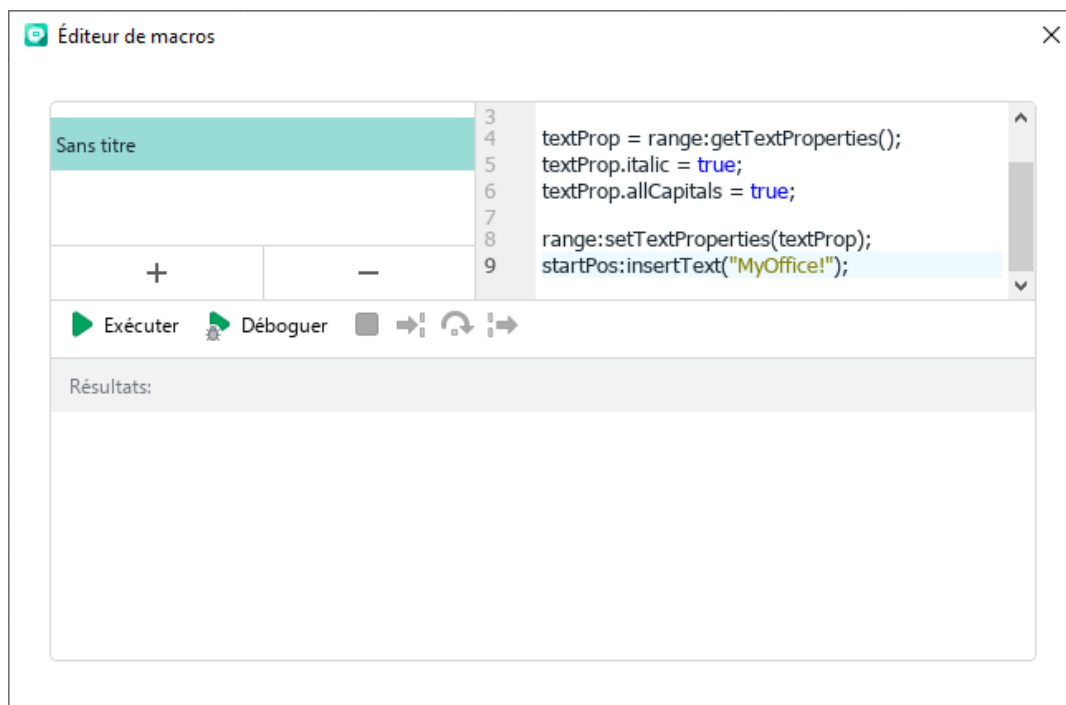 Éditeur de macros
Sans titre
3
4 textProp = range:getTextProperties();
5 textProp.italic = true;
6 textProp.allCapitals = true;
7
8 range:setTextProperties(textProp);
9 startPos:insertText("MyOffice!");
+ −
Exécuter Déboguer
Résultats: